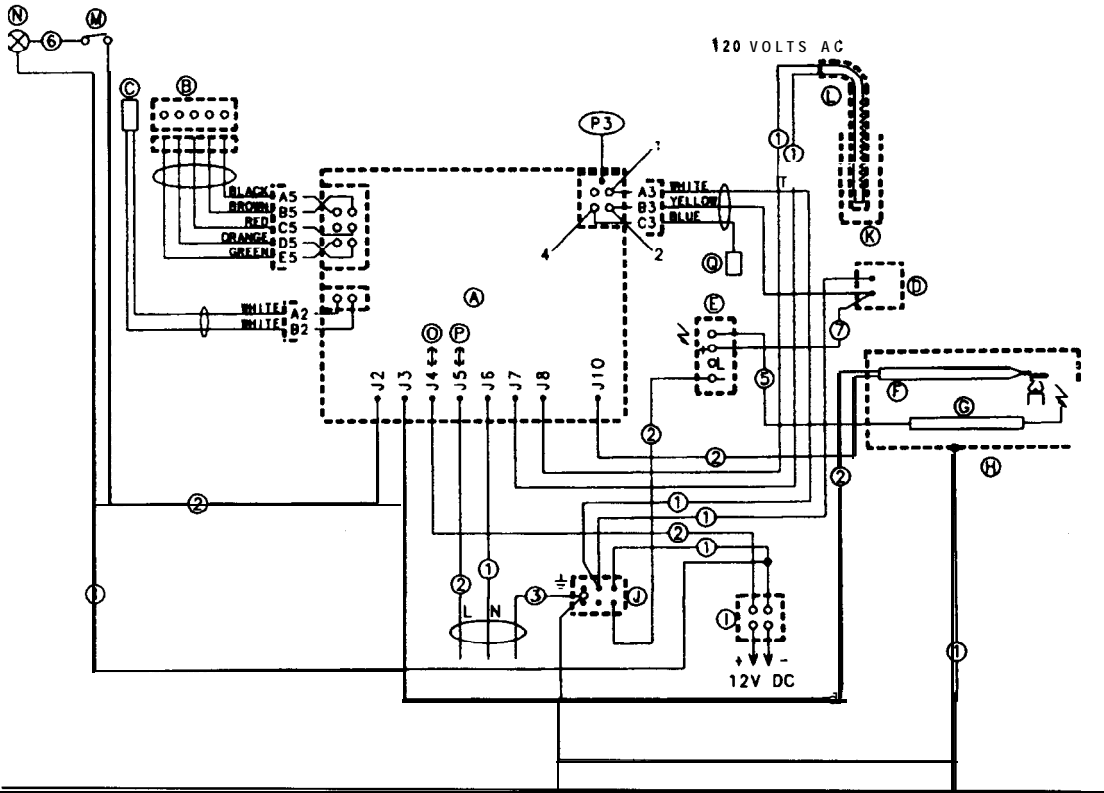 N
6
M
120 VOLTS AC
C
B
L
P3
1
1
1
T
BLACK A5
BROWN B5
RED C5
ORANGE D5
GREEN E5
A3 WHITE
B3 YELLOW
C3 BLUE
4
2
K
Q
D
A
E
WHITE A2
WHITE B2
O
P
+
L
-
7
5
F
G
H
J2
J3
J4
J5
J6
J7
J8
J10
2
2
2
2
1
1
2
1
1
2
1
3
J
L N
I
+ -
12V DC
1